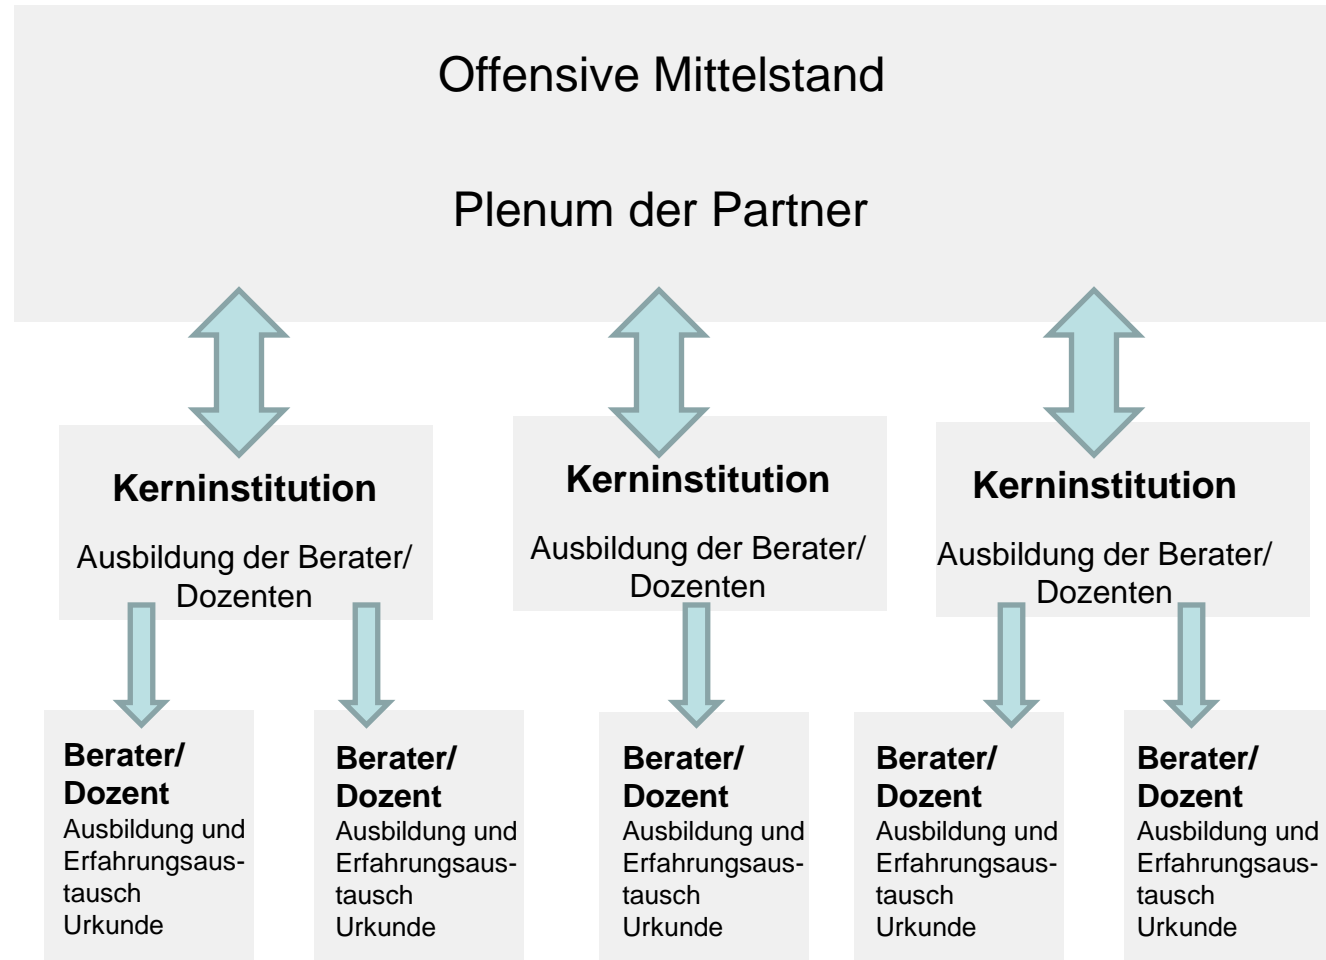 Offensive Mittelstand
Plenum der Partner
Kerninstitution
Ausbildung der Berater/
Dozenten
Kerninstitution
Ausbildung der Berater/
Dozenten
Kerninstitution
Ausbildung der Berater/
Dozenten
Berater/
Dozent
Ausbildung und
Erfahrungsaus-
tausch
Urkunde
Berater/
Dozent
Ausbildung und
Erfahrungsaus-
tausch
Urkunde
Berater/
Dozent
Ausbildung und
Erfahrungsaus-
tausch
Urkunde
Berater/
Dozent
Ausbildung und
Erfahrungsaus-
tausch
Urkunde
Berater/
Dozent
Ausbildung und
Erfahrungsaus-
tausch
Urkunde